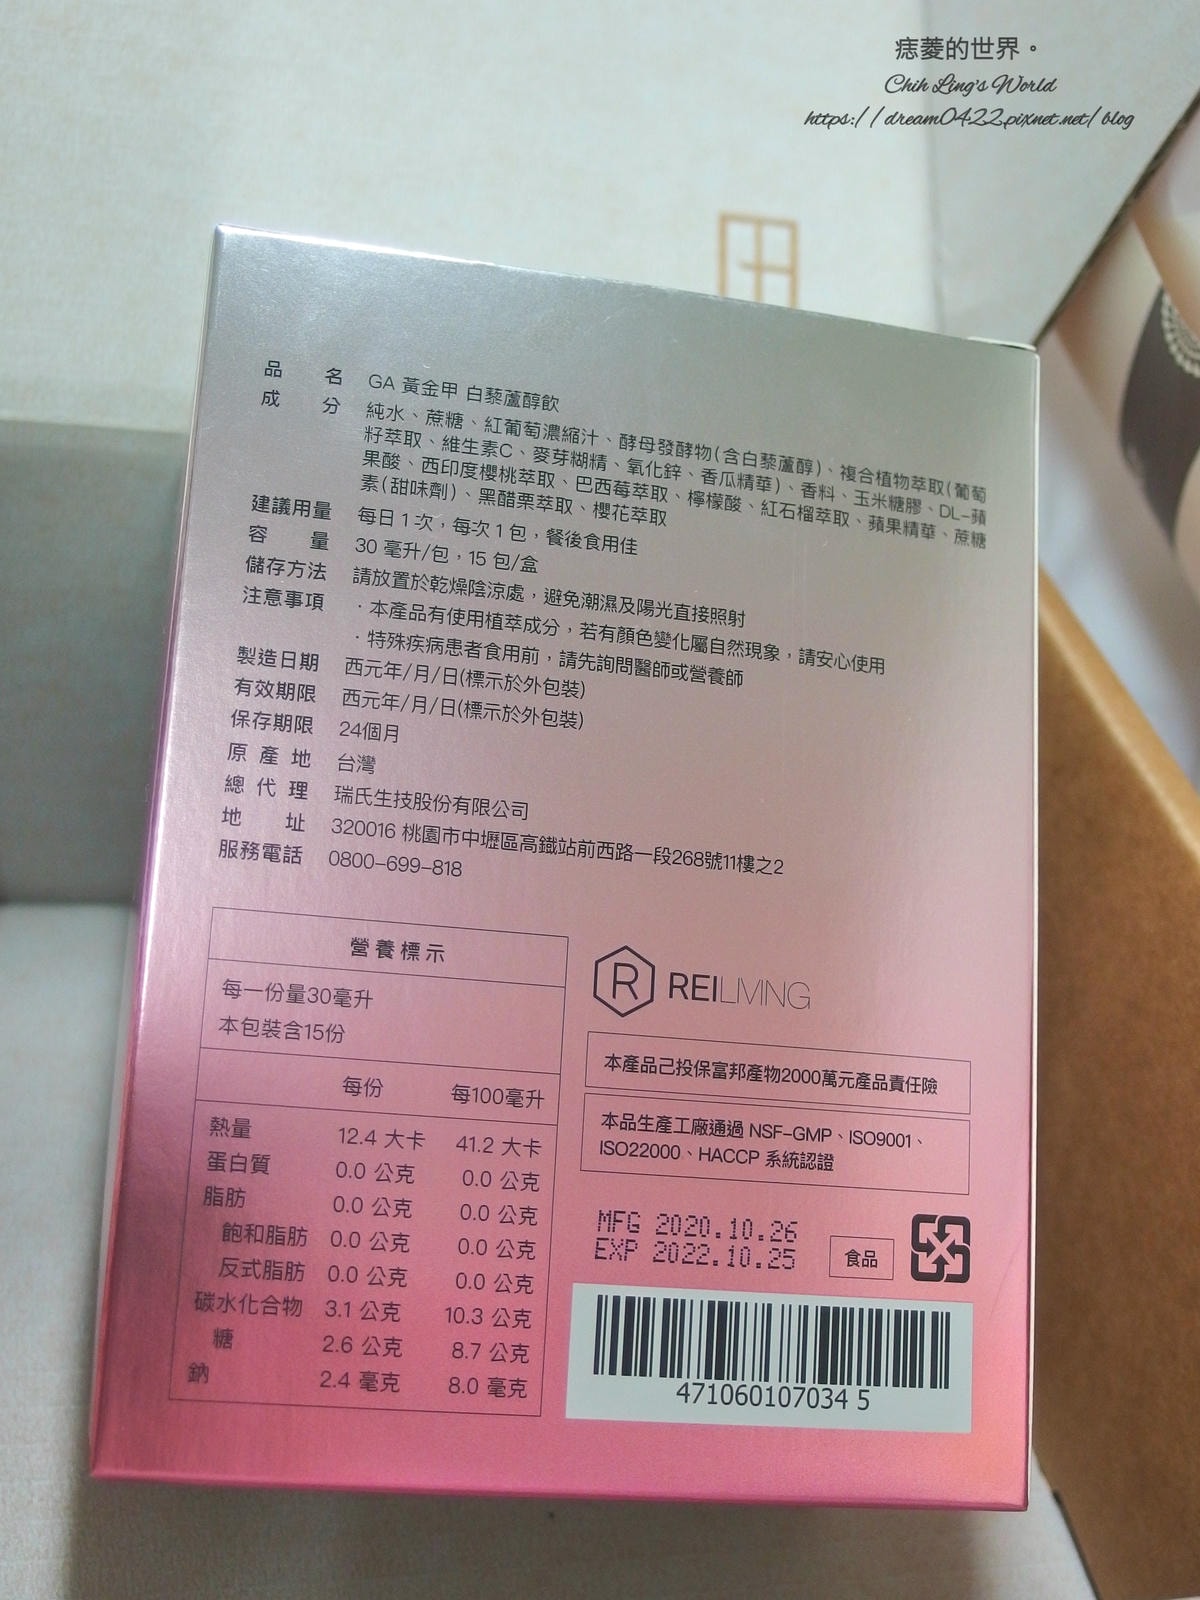 痣菱的世界。
Chih Ling's World
https://dream0422.pixnet.net/blog
品名 GA 黃金甲 白藜蘆醇飲
成分 純水、蔗糖、紅葡萄濃縮汁、酵母發酵物(含白藜蘆醇)、複合植物萃取(葡萄
籽萃取、維生素C、麥芽糊精、氧化鋅、香瓜精華)、香料、玉米糖膠、DL-蘋
果酸、西印度櫻桃萃取、巴西莓萃取、檸檬酸、紅石榴萃取、蘋果精華、蔗糖
素(甜味劑)、黑醋栗萃取、櫻花萃取
建議用量 每日1次，每次1包，餐後食用佳
容量 30 毫升/包，15 包/盒
儲存方法 請放置於乾燥陰涼處，避免潮濕及陽光直接照射
注意事項 ·本產品有使用植萃成分，若有顏色變化屬自然現象，請安心使用
·特殊疾病患者食用前，請先詢問醫師或營養師
製造日期 西元年/月/日(標示於外包裝)
有效期限 西元年/月/日(標示於外包裝)
保存期限 24個月
原產地 台灣
總代理 瑞氏生技股份有限公司
地址 320016 桃園市中壢區高鐵站前西路一段268號11樓之2
服務電話 0800-699-818
營養標示
每一份量30毫升
本包裝含15份
每份 每100毫升
熱量 12.4 大卡 41.2 大卡
蛋白質 0.0 公克 0.0 公克
脂肪 0.0 公克 0.0 公克
飽和脂肪 0.0 公克 0.0 公克
反式脂肪 0.0 公克 0.0 公克
碳水化合物 3.1 公克 10.3 公克
糖 2.6 公克 8.7 公克
鈉 2.4 毫克 8.0 毫克
R REILIVING
本產品己投保富邦產物2000萬元產品責任險
本品生產工廠通過 NSF-GMP、ISO9001、
ISO22000、HACCP 系統認證
MFG 2020.10.26
EXP 2022.10.25
食品
471060107034 5